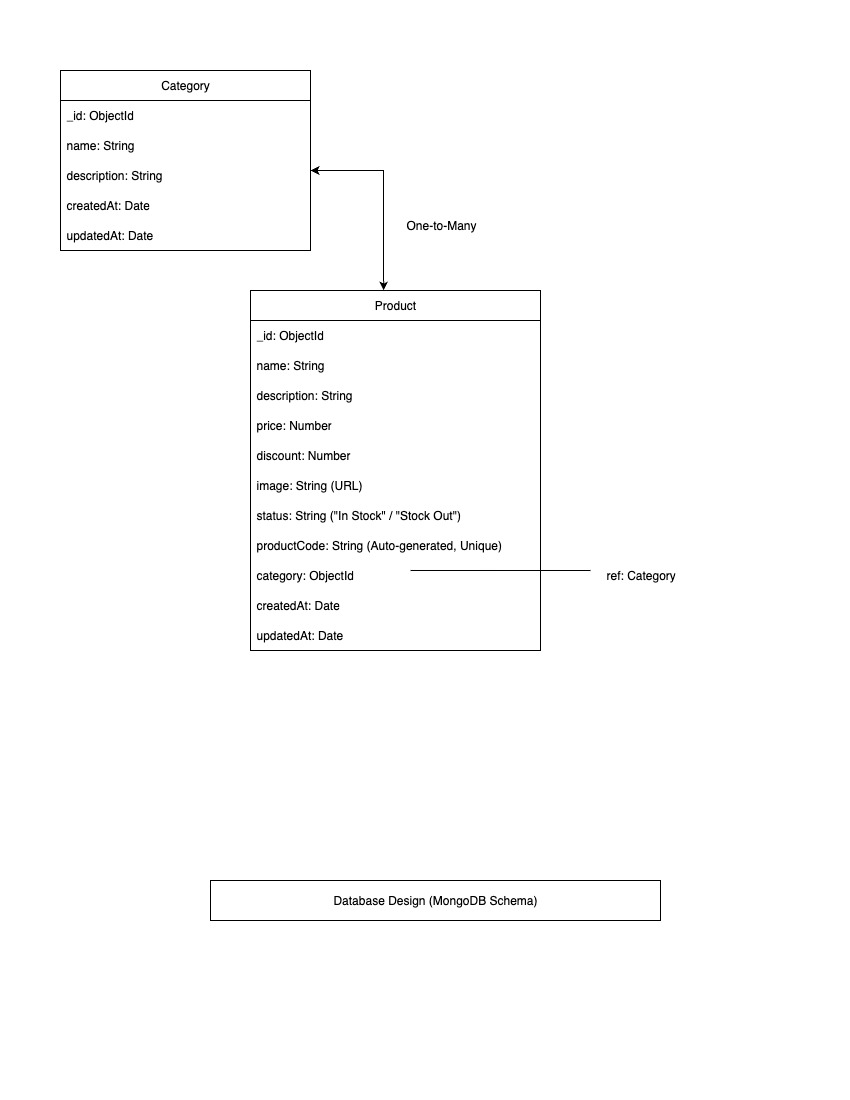 Category
_id: ObjectId
name: String
description: String
createdAt: Date
updatedAt: Date
One-to-Many
Product
_id: ObjectId
name: String
description: String
price: Number
discount: Number
image: String (URL)
status: String ("In Stock" / "Stock Out")
productCode: String (Auto-generated, Unique)
category: ObjectId
ref: Category
createdAt: Date
updatedAt: Date
Database Design (MongoDB Schema)